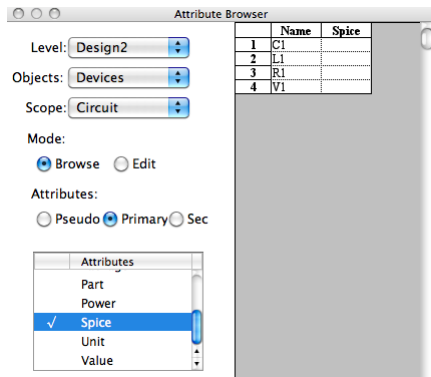 Attribute Browser
Level: Design2
Objects: Devices
Scope: Circuit
Mode:
Browse Edit
Attributes:
Pseudo Primary Sec
Attributes
Part
Power
√ Spice
Unit
Value
Name Spice
1 C1
2 L1
3 R1
4 V1